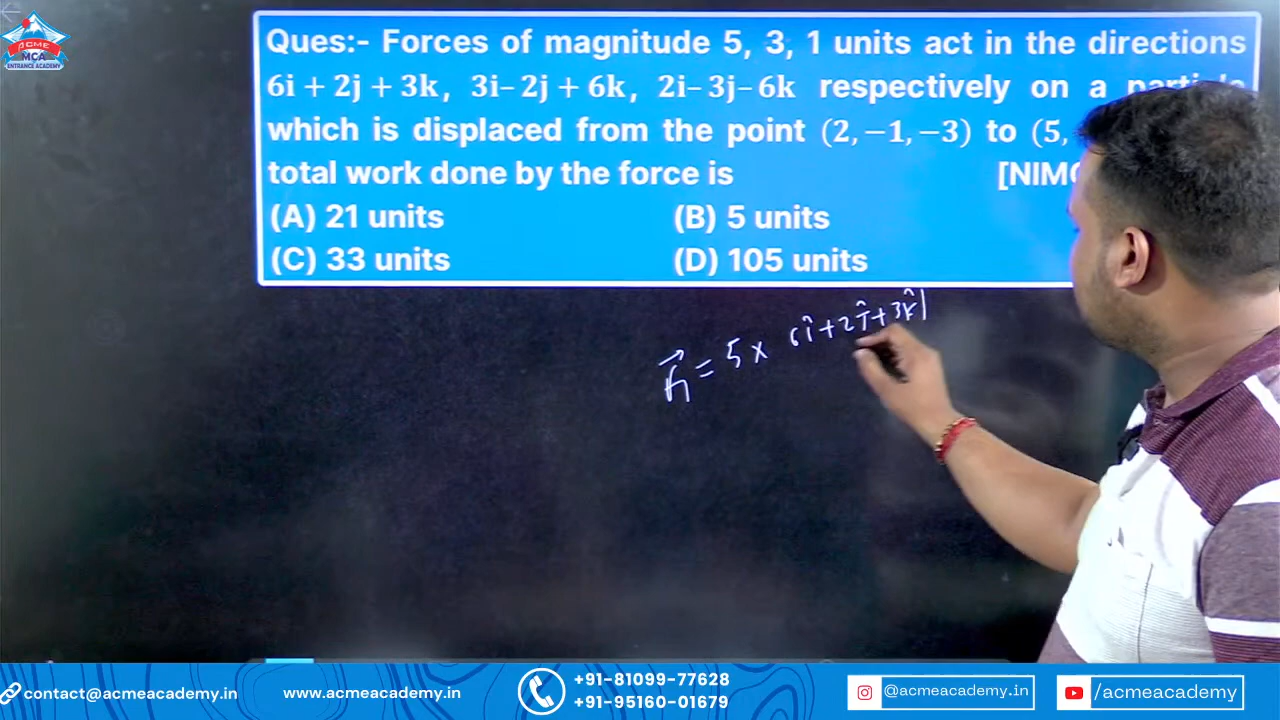 ACME
MCA
ENTRANCE ACADEMY
Ques:- Forces of magnitude 5, 3, 1 units act in the directions
6i + 2j + 3k, 3i– 2j + 6k, 2i– 3j– 6k respectively on a
which is displaced from the point (2, −1, −3) to (5,
total work done by the force is [NIMC
(A) 21 units (B) 5 units
(C) 33 units (D) 105 units
= 5 × 6î + 2ĵ + 3k̂
contact@acmeacademy.in
www.acmeacademy.in
+91-81099-77628
+91-95160-01679
@acmeacademy.in
/acmeacademy